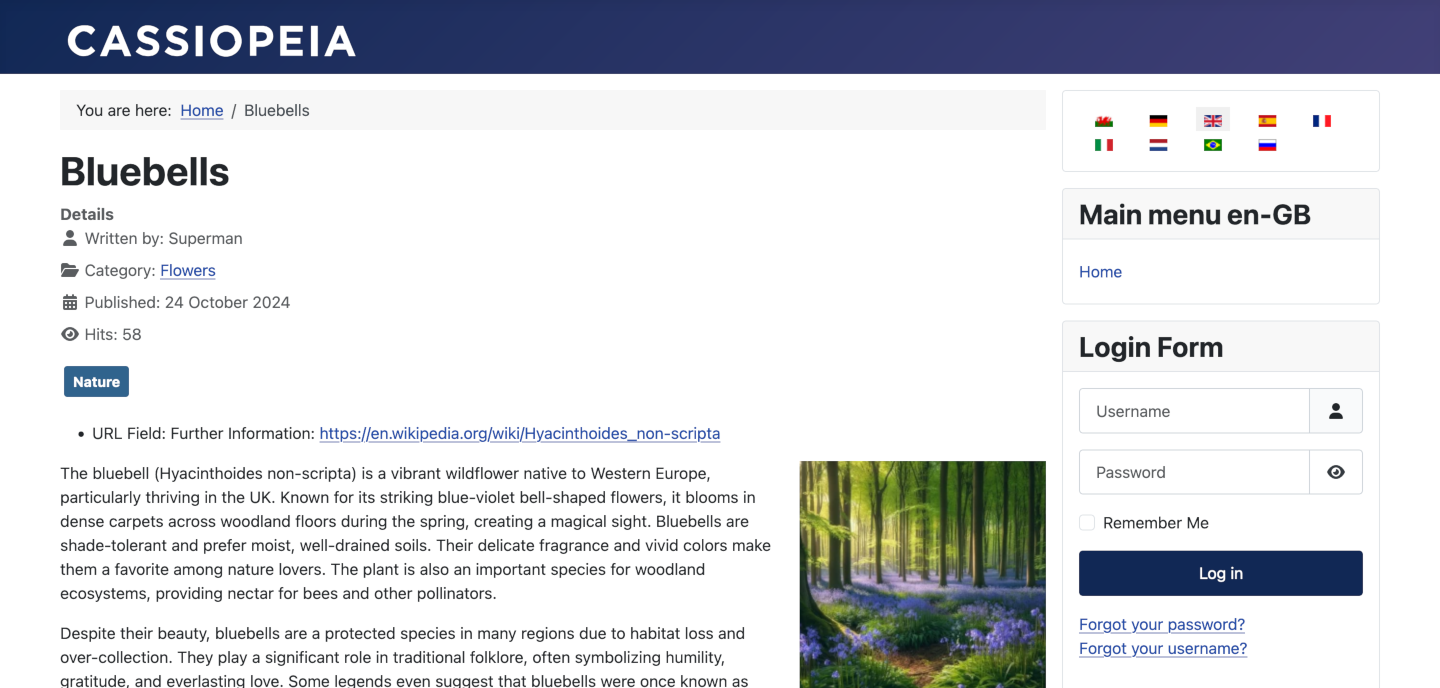 CASSIOPEIA
You are here: Home / Bluebells
Bluebells
Details
Written by: Superman
Category: Flowers
Published: 24 October 2024
Hits: 58
Nature
• URL Field: Further Information: https://en.wikipedia.org/wiki/Hyacinthoides_non-scripta
The bluebell (Hyacinthoides non-scripta) is a vibrant wildflower native to Western Europe,
particularly thriving in the UK. Known for its striking blue-violet bell-shaped flowers, it blooms in
dense carpets across woodland floors during the spring, creating a magical sight. Bluebells are
shade-tolerant and prefer moist, well-drained soils. Their delicate fragrance and vivid colors make
them a favorite among nature lovers. The plant is also an important species for woodland
ecosystems, providing nectar for bees and other pollinators.
Despite their beauty, bluebells are a protected species in many regions due to habitat loss and
over-collection. They play a significant role in traditional folklore, often symbolizing humility,
gratitude, and everlasting love. Some legends even suggest that bluebells were once known as
Main menu en-GB
Home
Login Form
Username
Password
Remember Me
Log in
Forgot your password?
Forgot your username?